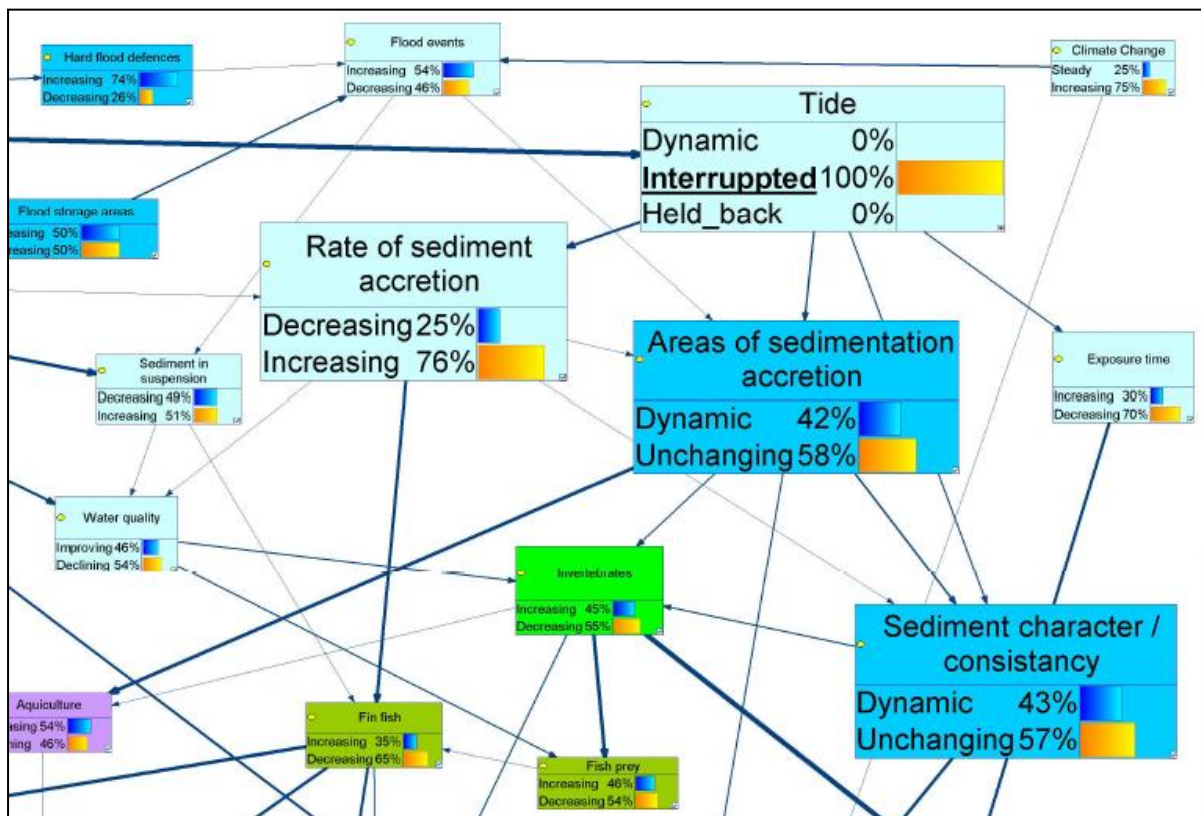 Hard flood defences
Increasing 74%
Decreasing 26%
Flood events
Increasing 54%
Decreasing 46%
Climate Change
Steady 25%
Increasing 75%
Tide
Dynamic 0%
Interruppted 100%
Held_back 0%
Flood storage areas
easing 50%
reasing 50%
Rate of sediment
accretion
Decreasing 25%
Increasing 76%
Areas of sedimentation
accretion
Dynamic 42%
Unchanging 58%
Exposure time
Increasing 30%
Decreasing 70%
Sediment in
suspension
Decreasing 49%
Increasing 51%
Water quality
Improving 46%
Declining 54%
Invertebrates
Increasing 45%
Decreasing 55%
Sediment character /
consistancy
Dynamic 43%
Unchanging 57%
Aquiculture
asing 54%
ning 46%
Fin fish
Increasing 35%
Decreasing 65%
Fish prey
Increasing 46%
Decreasing 54%